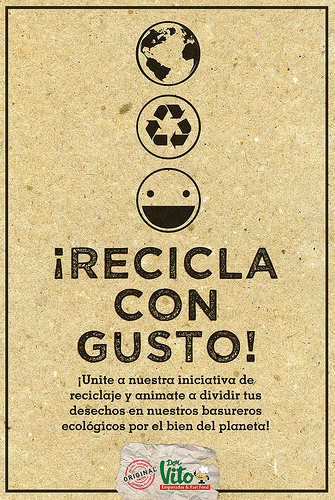 ¡RECICLA
CON
GUSTO!
¡Unite a nuestra iniciativa de
reciclaje y animate a dividir tus
desechos en nuestros basureros
ecológicos por el bien del planeta!
ORIGINAL
Don
Vito
Empanadas & Fast Food